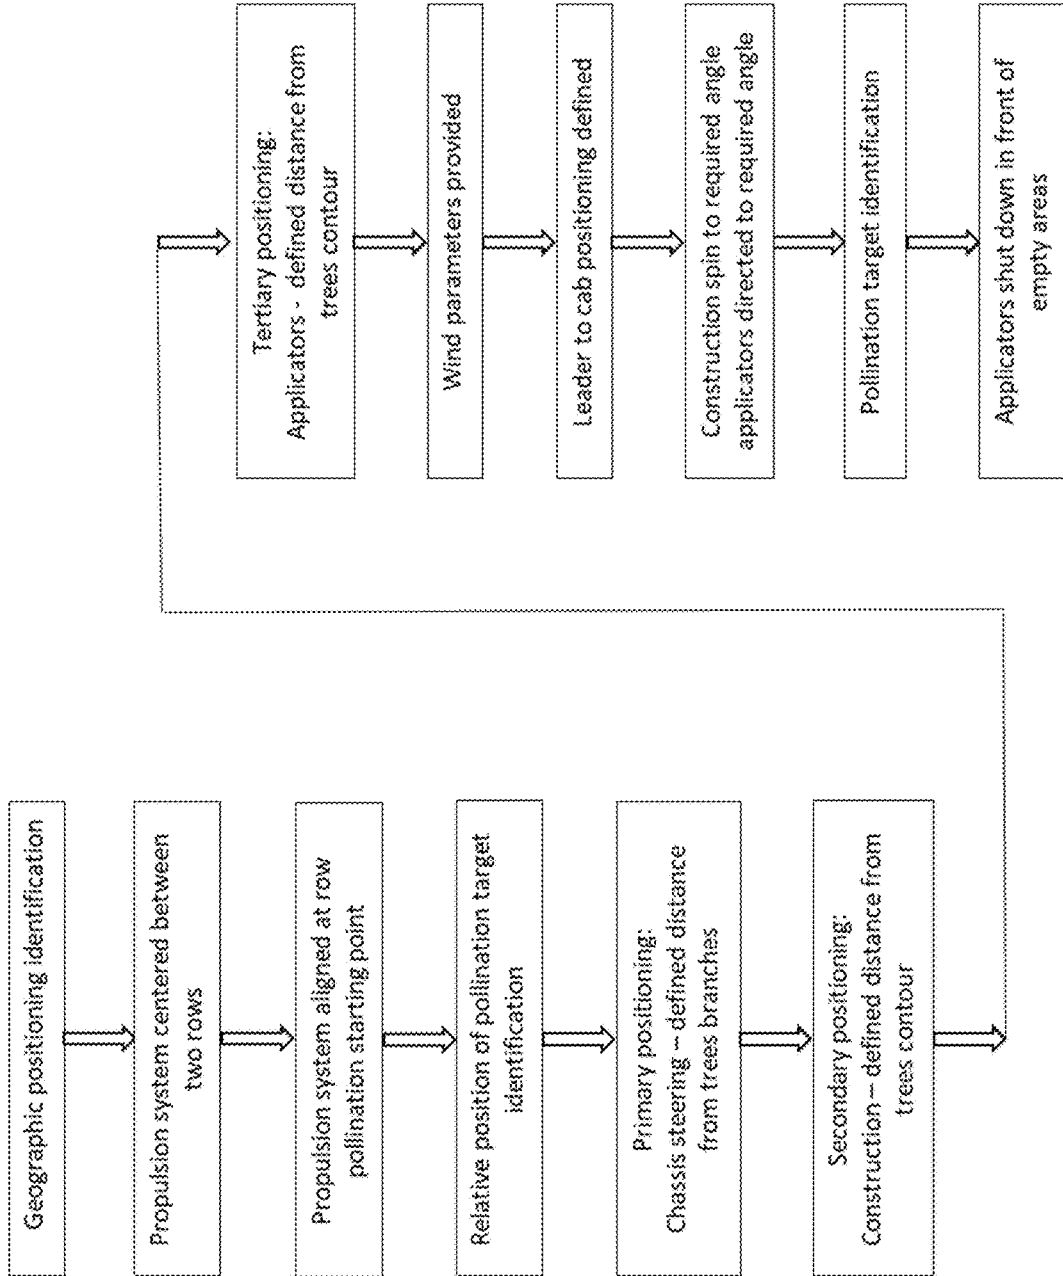 Geographic positioning identification
Propulsion system centered between
two rows
Propulsion system aligned at row
pollination starting point
Relative position of pollination target
identification
Primary positioning:
Chassis steering – defined distance
from trees branches
Secondary positioning:
Construction – defined distance from
trees contour
Tertiary positioning:
Applicators - defined distance from
trees contour
Wind parameters provided
Leader to cab positioning defined
Construction spin to required angle
applicators directed to required angle
Pollination target identification
Applicators shut down in front of
empty areas